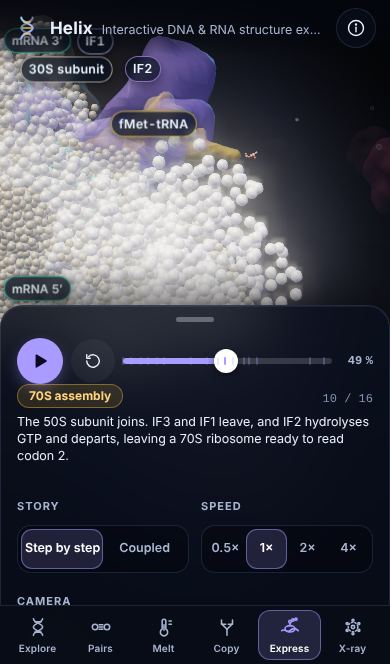 Helix Interactive DNA & RNA structure ex...
mRNA 3′ IF1
30S subunit IF2
fMet-tRNA
mRNA 5′
49 %
70S assembly 10 / 16
The 50S subunit joins. IF3 and IF1 leave, and IF2 hydrolyses
GTP and departs, leaving a 70S ribosome ready to read
codon 2.
STORY SPEED
Step by step Coupled 0.5× 1× 2× 4×
CAMERA
Explore Pairs Melt Copy Express X-ray